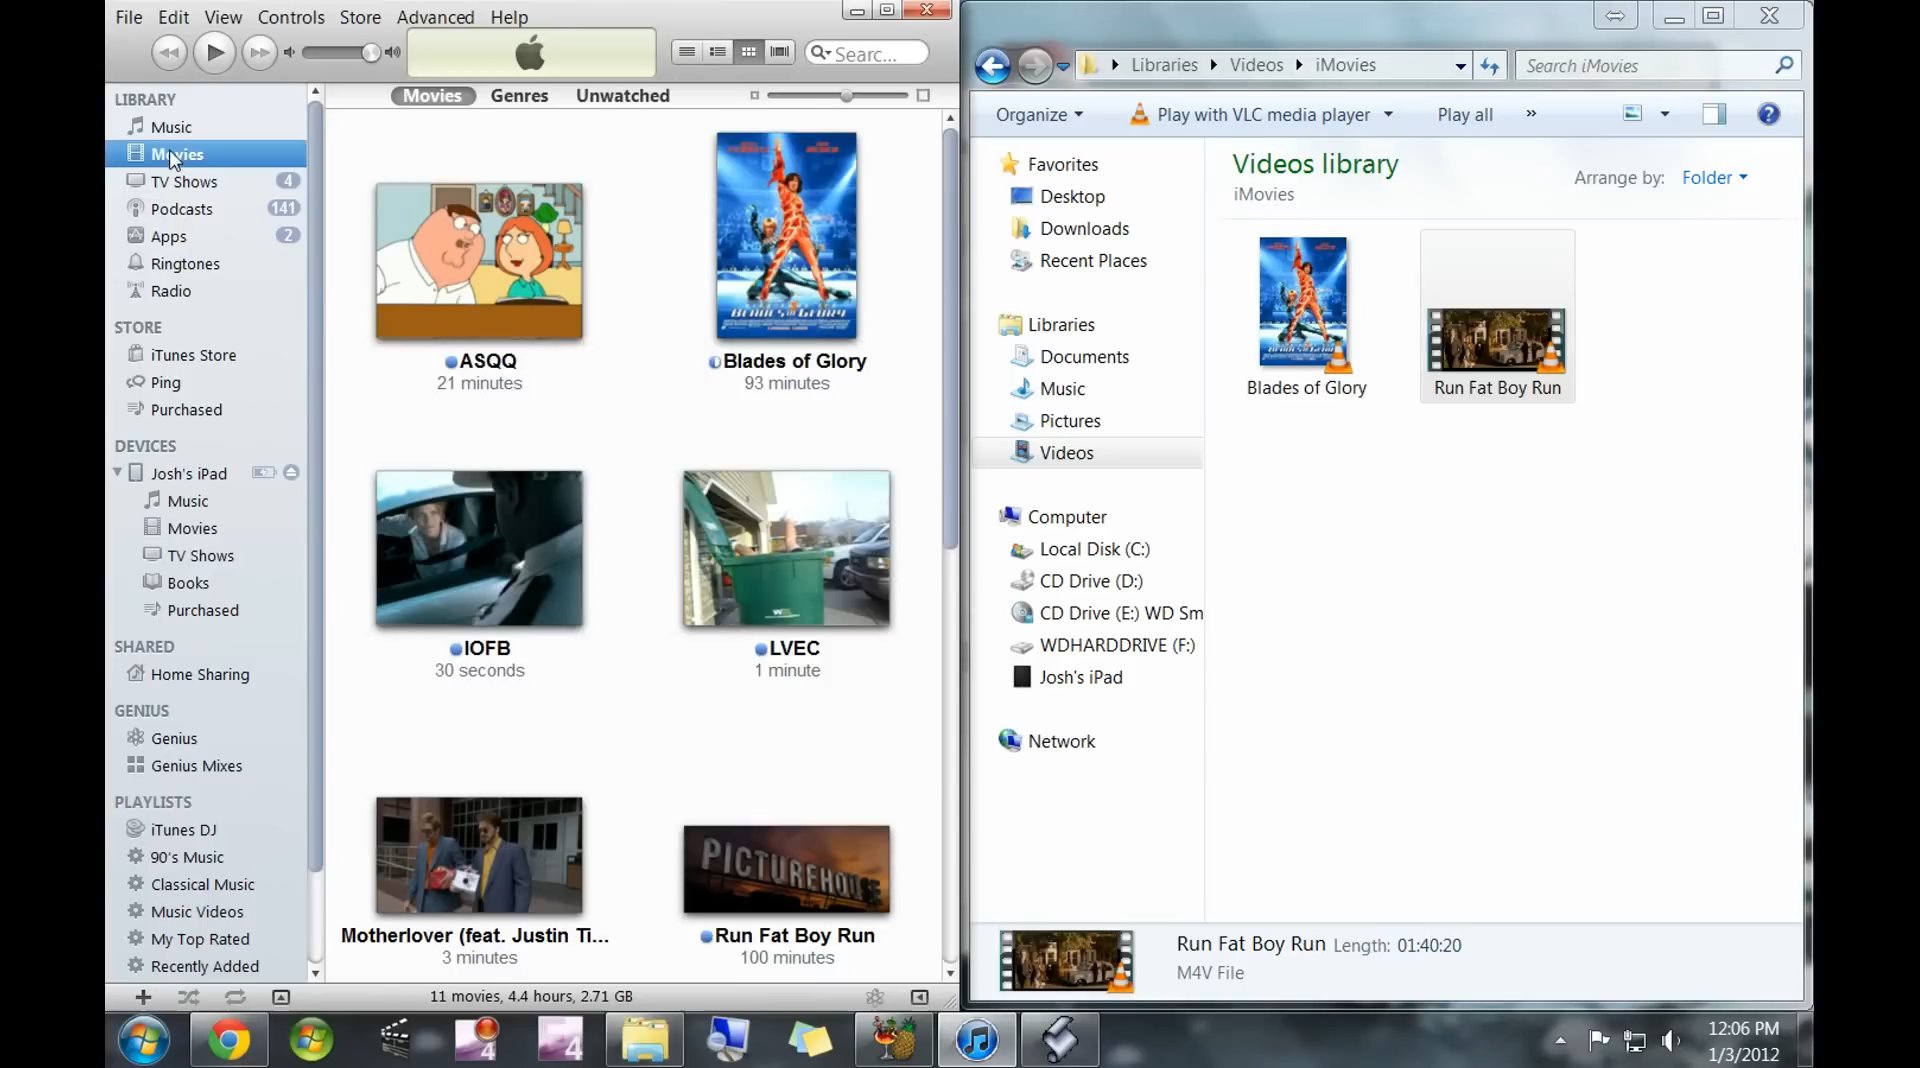 File Edit View Controls Store Advanced Help
Searc...
LIBRARY
Music
Movies
TV Shows 4
Podcasts 141
Apps 2
Ringtones
Radio
STORE
iTunes Store
Ping
Purchased
DEVICES
Josh's iPad
Music
Movies
TV Shows
Books
Purchased
SHARED
Home Sharing
GENIUS
Genius
Genius Mixes
PLAYLISTS
iTunes DJ
90's Music
Classical Music
Music Videos
My Top Rated
Recently Added
Movies Genres Unwatched
BLADES OF GLORY
ASQQ
21 minutes
Blades of Glory
93 minutes
IOFB
30 seconds
LVEC
1 minute
PICTUREHOUSE
Motherlover (feat. Justin Ti...
3 minutes
Run Fat Boy Run
100 minutes
11 movies, 4.4 hours, 2.71 GB
Libraries Videos iMovies
Search iMovies
Organize Play with VLC media player Play all »
Favorites
Desktop
Downloads
Recent Places
Libraries
Documents
Music
Pictures
Videos
Computer
Local Disk (C:)
CD Drive (D:)
CD Drive (E:) WD Sm
WDHARDDRIVE (F:)
Josh's iPad
Network
Videos library
iMovies
Arrange by: Folder
Blades of Glory
Run Fat Boy Run
Run Fat Boy Run Length: 01:40:20
M4V File
4
4
12:06 PM
1/3/2012